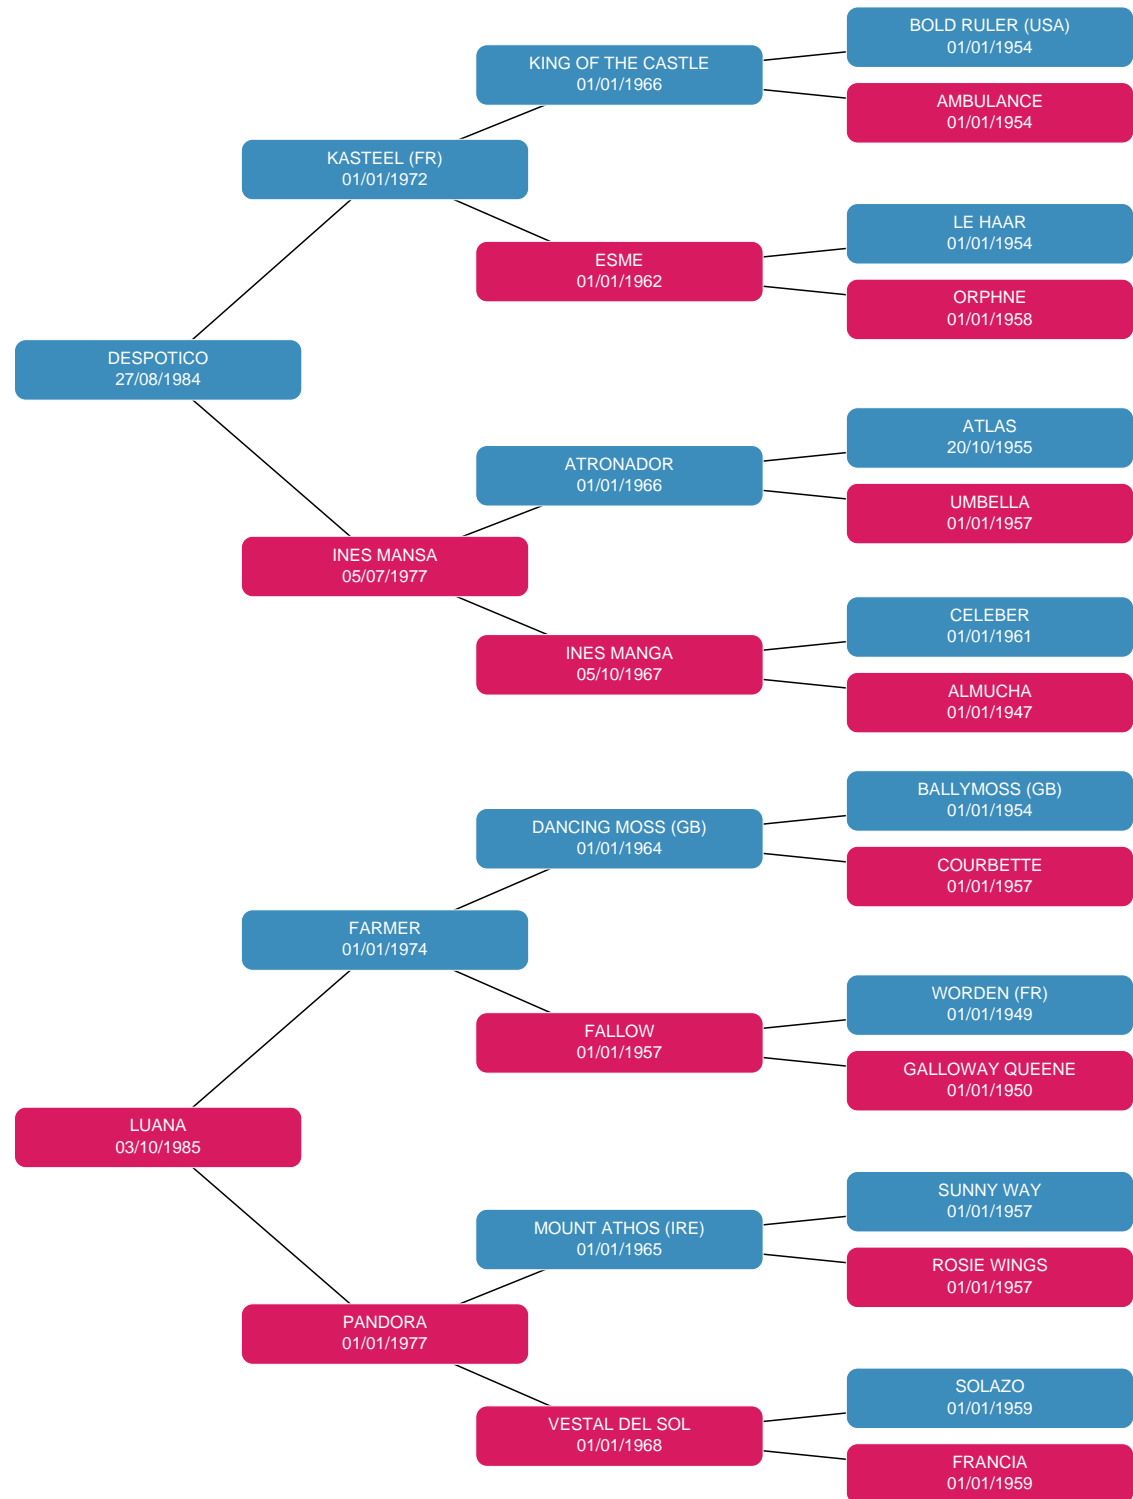 BOLD RULER (USA)
01/01/1954
KING OF THE CASTLE
01/01/1966
AMBULANCE
01/01/1954
KASTEEL (FR)
01/01/1972
LE HAAR
01/01/1954
ESME
01/01/1962
ORPHNE
01/01/1958
DESPOTICO
27/08/1984
ATLAS
20/10/1955
ATRONADOR
01/01/1966
UMBELLA
01/01/1957
INES MANSA
05/07/1977
CELEBER
01/01/1961
INES MANGA
05/10/1967
ALMUCHA
01/01/1947
BALLYMOSS (GB)
01/01/1954
DANCING MOSS (GB)
01/01/1964
COURBETTE
01/01/1957
FARMER
01/01/1974
WORDEN (FR)
01/01/1949
FALLOW
01/01/1957
GALLOWAY QUEENE
01/01/1950
LUANA
03/10/1985
SUNNY WAY
01/01/1957
MOUNT ATHOS (IRE)
01/01/1965
ROSIE WINGS
01/01/1957
PANDORA
01/01/1977
SOLAZO
01/01/1959
VESTAL DEL SOL
01/01/1968
FRANCIA
01/01/1959